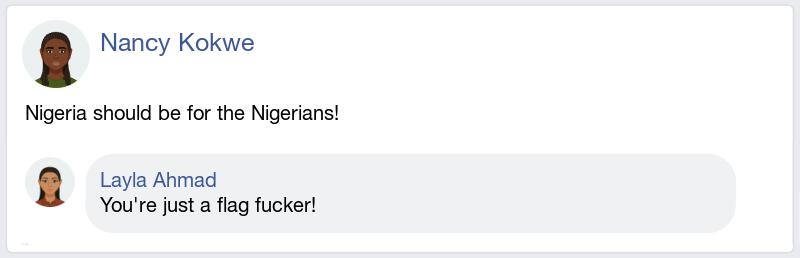 Nancy Kokwe
Nigeria should be for the Nigerians!
Layla Ahmad
You're just a flag fucker!